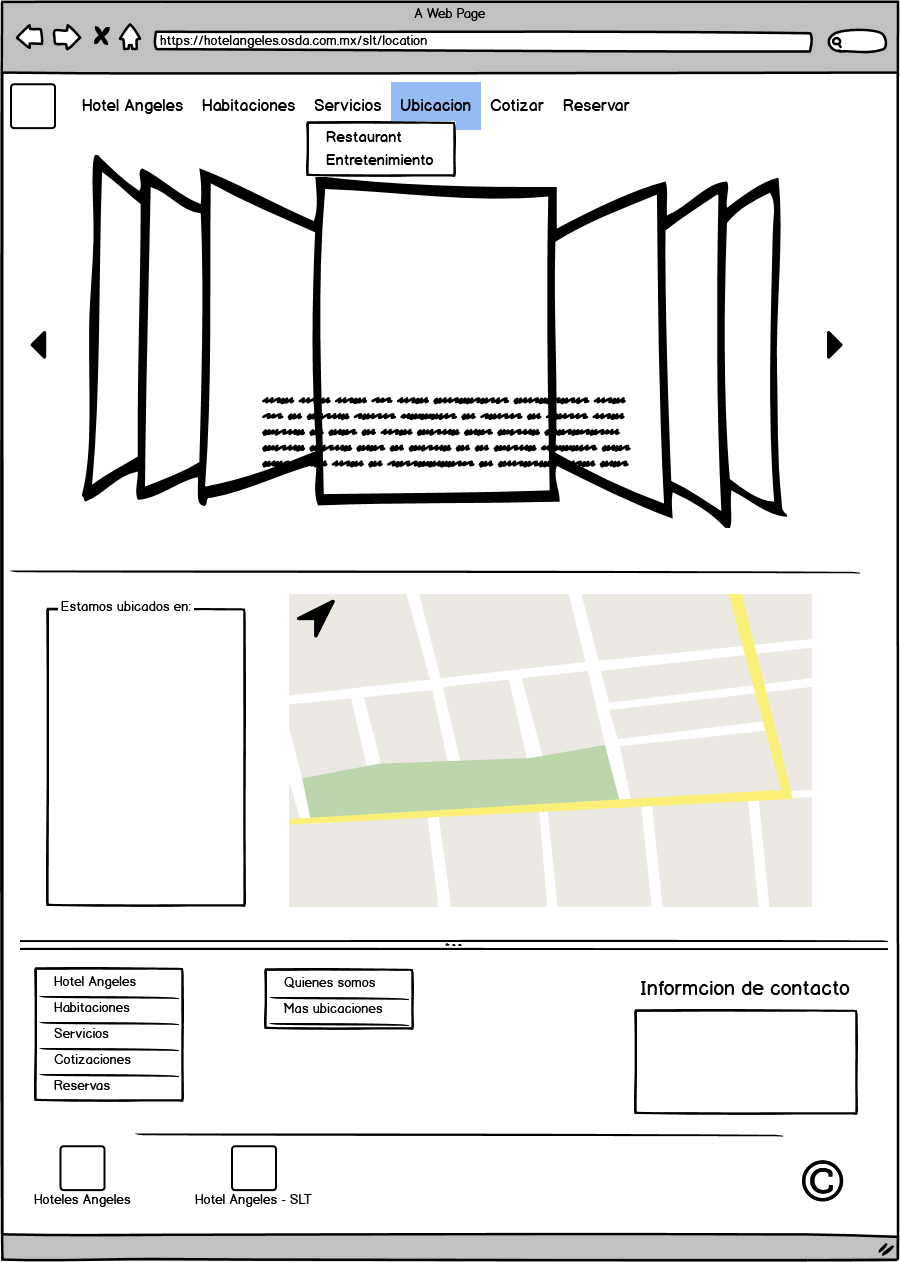 A Web Page
https://hotelangeles.osda.com.mx/slt/location
Hotel Angeles Habitaciones Servicios Ubicacion Cotizar Reservar
Restaurant
Entretenimiento
Estamos ubicados en:
Hotel Angeles
Habitaciones
Servicios
Cotizaciones
Reservas
Quienes somos
Mas ubicaciones
Informcion de contacto
Hoteles Angeles
Hotel Angeles - SLT
©